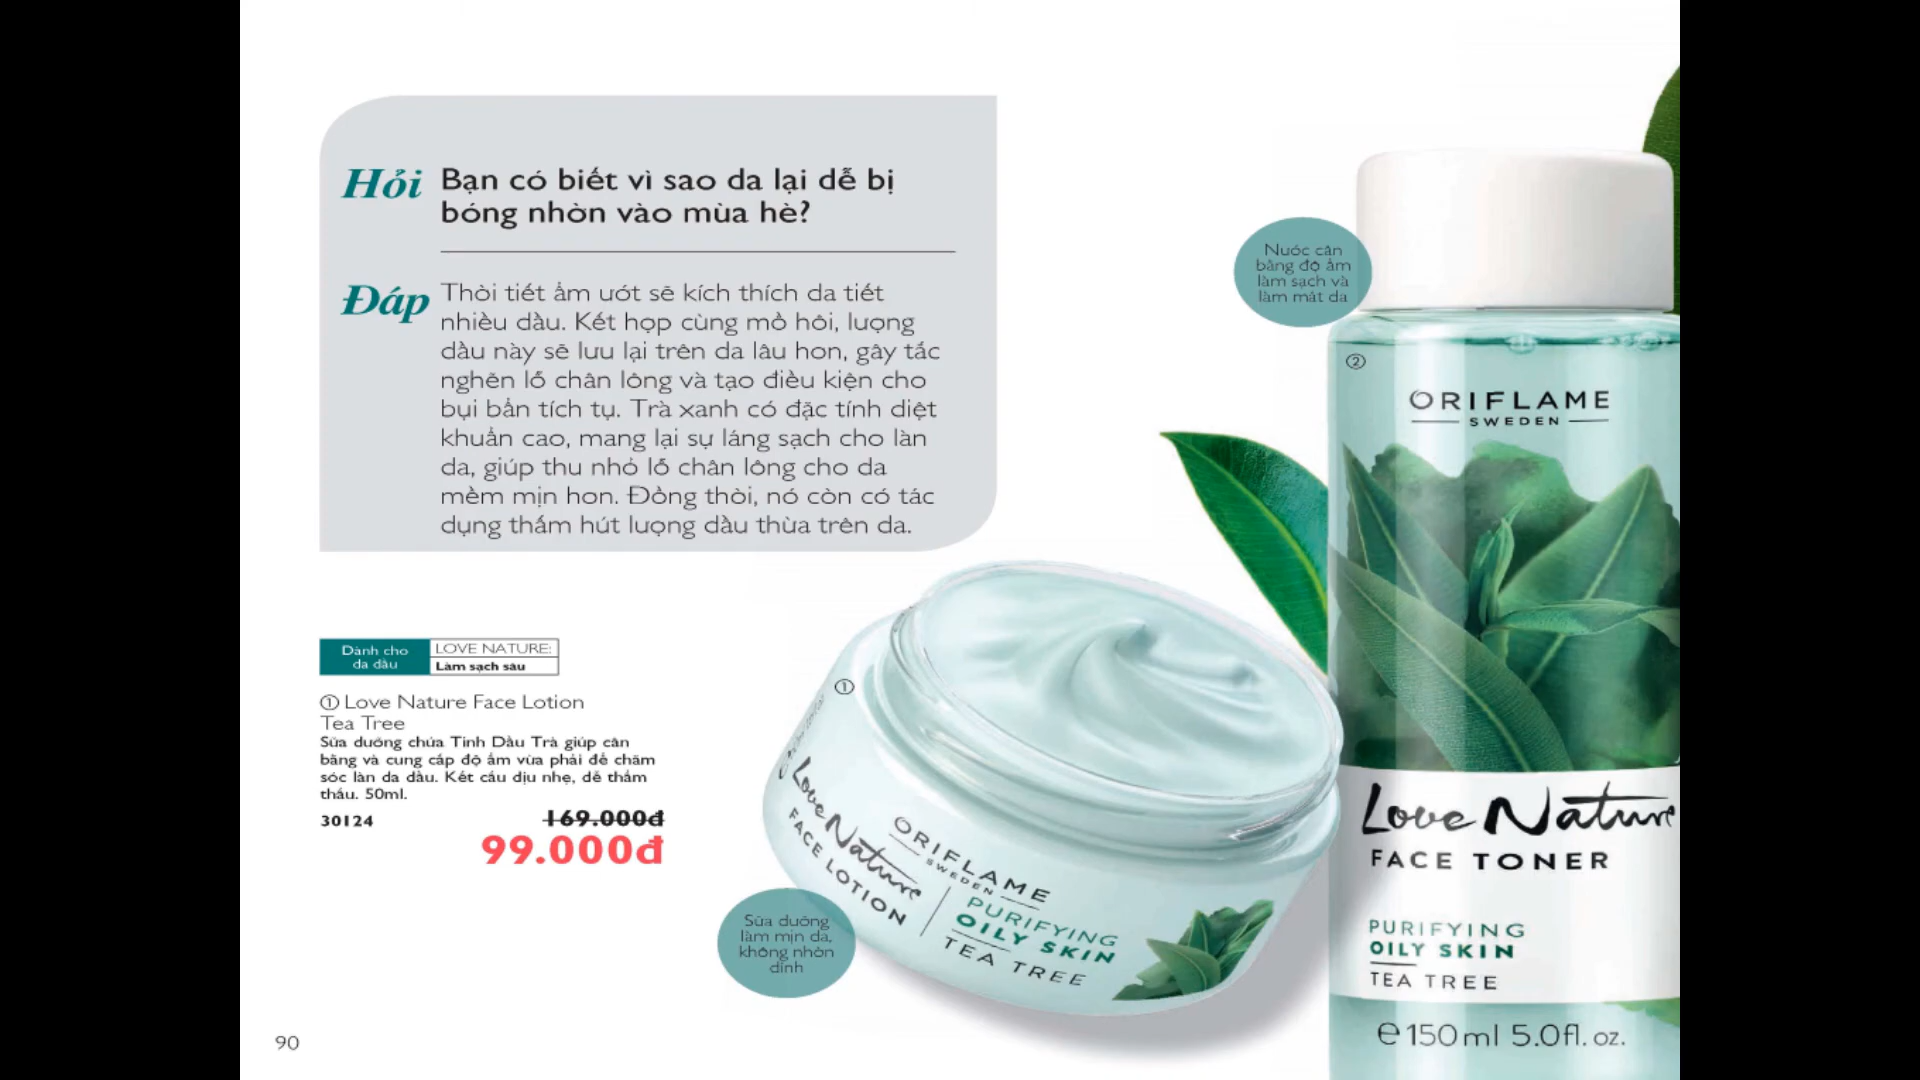 Hỏi Bạn có biết vì sao da lại dễ bị
bóng nhờn vào mùa hè?
Đáp Thời tiết ẩm ướt sẽ kích thích da tiết
nhiều dầu. Kết hợp cùng mồ hôi, lượng
dầu này sẽ lưu lại trên da lâu hơn, gây tắc
nghẽn lỗ chân lông và tạo điều kiện cho
bụi bẩn tích tụ. Trà xanh có đặc tính diệt
khuẩn cao, mang lại sự láng sạch cho làn
da, giúp thu nhỏ lỗ chân lông cho da
mềm mịn hơn. Đồng thời, nó còn có tác
dụng thấm hút lượng dầu thừa trên da.
Dành cho
da dầu
LOVE NATURE:
Làm sạch sâu
① Love Nature Face Lotion
Tea Tree
Sữa dưỡng chứa Tinh Dầu Trà giúp cân
bằng và cung cấp độ ẩm vừa phải để chăm
sóc làn da dầu. Kết cấu dịu nhẹ, dễ thẩm
thấu. 50ml.
30124 169.000đ
99.000đ
90
①
Love Nature
FACE LOTION
ORIFLAME
SWEDEN
PURIFYING
OILY SKIN
TEA TREE
Sữa dưỡng
làm mịn da,
không nhờn
dính
Nước cân
bằng độ ẩm
làm sạch và
làm mát da
②
ORIFLAME
SWEDEN
Love Nature
FACE TONER
PURIFYING
OILY SKIN
TEA TREE
℮150ml 5.0fl. oz.